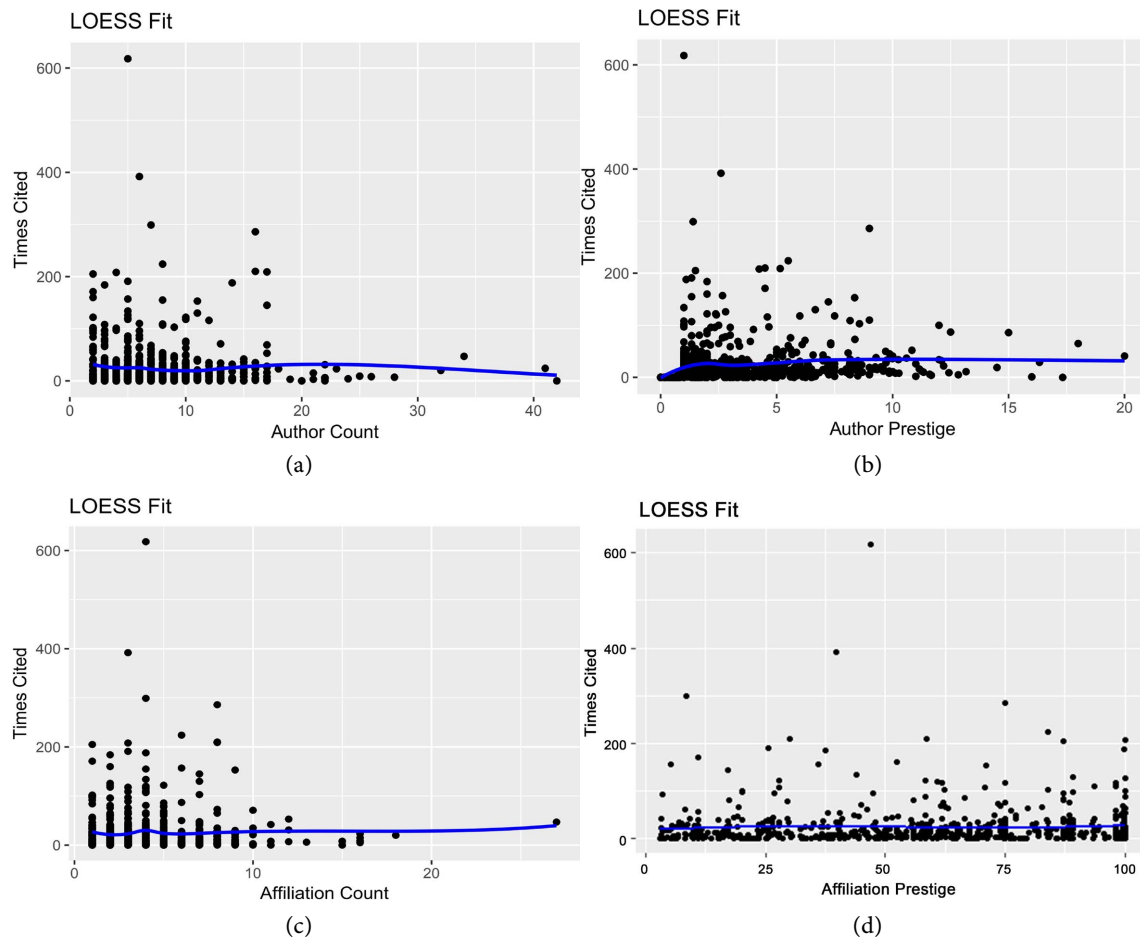 LOESS Fit
600
400
200
0
Times Cited
0
10
20
30
40
Author Count
(a)
LOESS Fit
600
400
200
0
Times Cited
0
5
10
15
20
Author Prestige
(b)
LOESS Fit
600
400
200
0
Times Cited
0
10
20
Affiliation Count
(c)
LOESS Fit
600
400
200
0
Times Cited
0
25
50
75
100
Affiliation Prestige
(d)